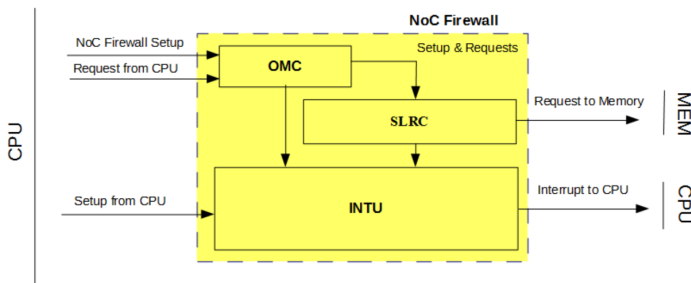 NoC Firewall
NoC Firewall Setup
Setup & Requests
Request from CPU
OMC
Request to Memory
MEM
SLRC
CPU
Setup from CPU
INTU
Interrupt to CPU
CPU